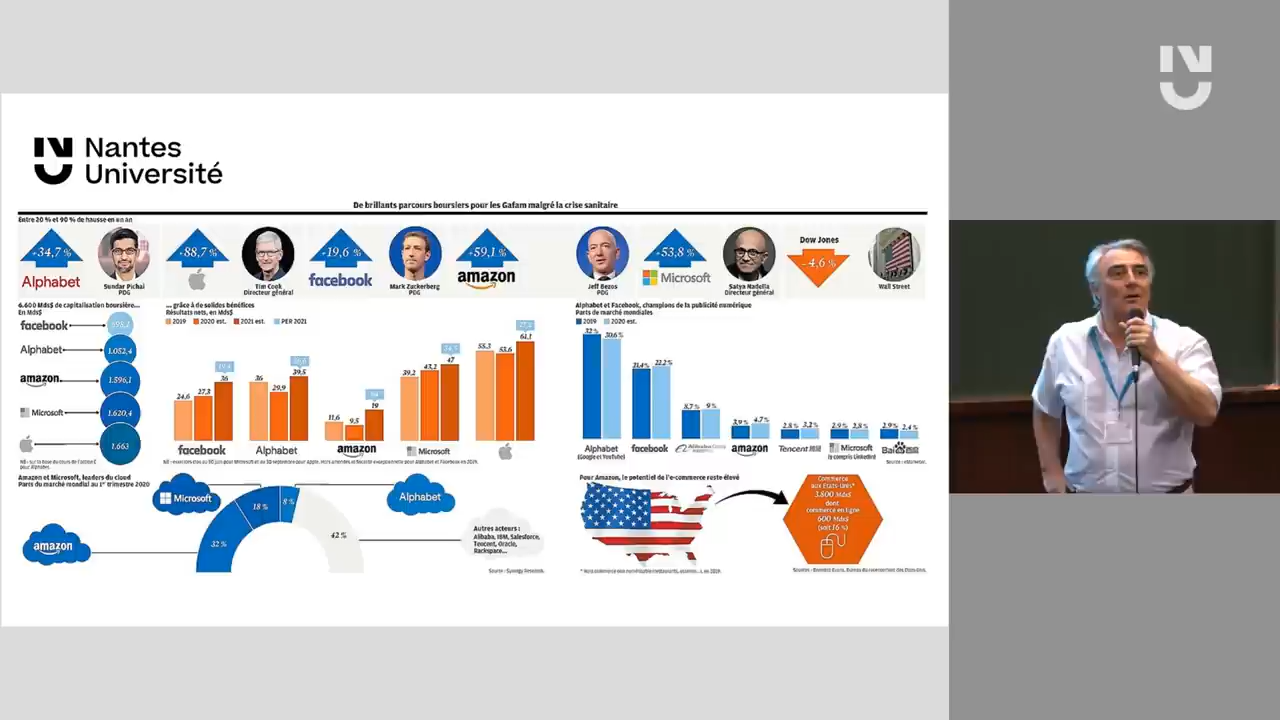 Nantes
Université
De brillants parcours boursiers pour les Gafam malgré la crise sanitaire
Entre 20 % et 90 % de hausse en un an
+34,7 %
Alphabet
Sundar Pichai
PDG
+88,7 %
Tim Cook
Directeur général
+19,6 %
facebook
Mark Zuckerberg
PDG
+59,1 %
amazon
Jeff Bezos
PDG
+53,8 %
Microsoft
Satya Nadella
Directeur général
Dow Jones
- 4,6 %
Wall Street
6.600 Mds$ de capitalisation boursière...
En Mds$
facebook
Alphabet
1.052,4
amazon
1.596,1
Microsoft
1.620,4
1.663
... grâce à de solides bénéfices
Résultats nets, en Mds$
2019 2020 est. 2021 est. PER 2021
24,6 27,3 36
facebook
36 29,9 39,5
Alphabet
11,6 9,5 19
amazon
39,2 43,2 47
Microsoft
55,3 53,6 61,1
Alphabet et Facebook, champions de la publicité numérique
Parts de marché mondiales
2019 2020 est.
32 % 30,6 %
Alphabet
(Google et YouTube)
21,4% 22,2 %
facebook
8,7 % 9 %
Alibaba Group
3,9 % 4,7 %
amazon
2,8 % 3,2 %
Tencent
2,9 % 3,8 %
Microsoft
(y compris LinkedIn)
2,9 % 2,4 %
Source : eMarketer.
Amazon et Microsoft, leaders du cloud
Parts du marché mondial au 1er trimestre 2020
amazon
32 %
Microsoft
18 %
8 %
Alphabet
42 %
Autres acteurs :
Alibaba, IBM, Salesforce,
Tencent, Oracle,
Rackspace...
Source : Synergy Research.
Pour Amazon, le potentiel de l'e-commerce reste élevé
Commerce
aux États-Unis*
3.800 Mds$
dont
commerce en ligne
600 Mds$
(soit 16 %)